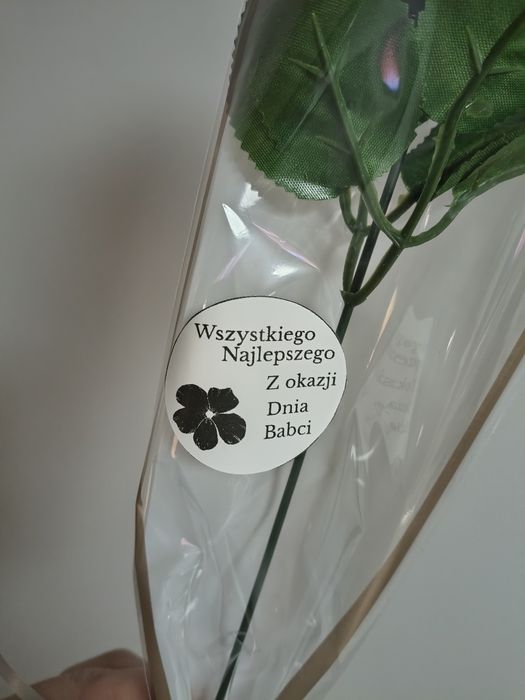 Wszystkiego
Najlepszego
Z okazji
Dnia
Babci